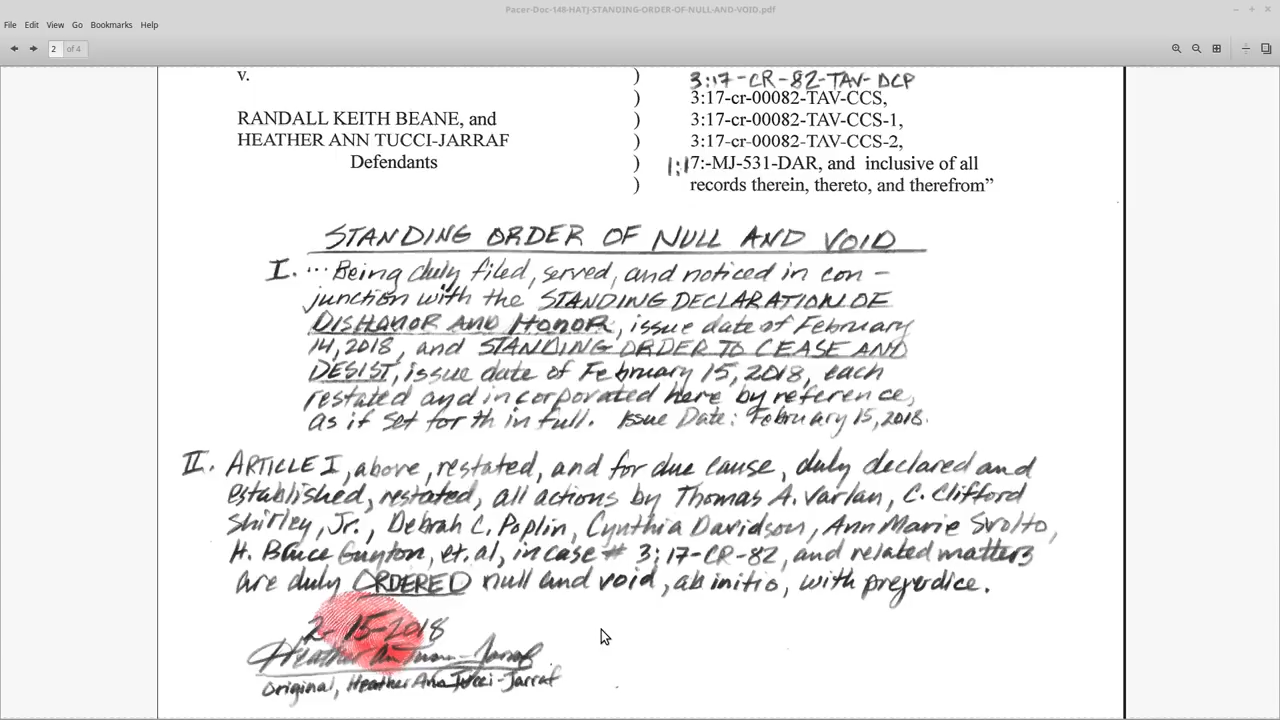 Pacer-Doc-148-HATJ-STANDING-ORDER-OF-NULL-AND-VOID.pdf
File Edit View Go Bookmarks Help
2 of 4
v. ) 3:17-CR-82-TAV-DCP
) 3:17-cr-00082-TAV-CCS,
RANDALL KEITH BEANE, and ) 3:17-cr-00082-TAV-CCS-1,
HEATHER ANN TUCCI-JARRAF ) 3:17-cr-00082-TAV-CCS-2,
Defendants ) 1:17:-MJ-531-DAR, and inclusive of all
) records therein, thereto, and therefrom”
STANDING ORDER OF NULL AND VOID
I. ... Being duly filed, served, and noticed in con-
junction with the STANDING DECLARATION OF
DISHONOR AND HONOR, issue date of February
14, 2018, and STANDING ORDER TO CEASE AND
DESIST, issue date of February 15, 2018, each
restated and incorporated here by reference,
as if set forth in full. Issue Date: February 15, 2018.
II. ARTICLE I, above, restated, and for due cause, duly declared and
established, restated, all actions by Thomas A. Varlan, C. Clifford
Shirley, Jr., Debrah C. Poplin, Cynthia Davidson, Anne Marie Svolto,
H. Bruce Guyton, et. al, in case # 3:17-CR-82, and related matters
are duly ORDERED null and void, ab initio, with prejudice.
2-15-2018
Heather Ann Tucci-Jarraf
Original, Heather Ann Tucci-Jarraf